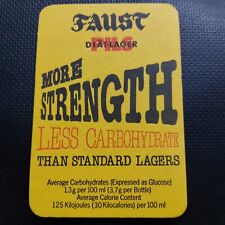 FAUST
PILS
DIÄT-LAGER
MORE
STRENGTH
LESS CARBOHYDRATE
THAN STANDARD LAGERS
Average Carbohydrates (Expressed as Glucose)
1.3g per 100 ml (3.7g per Bottle)
Average Calorie Content
125 Kilojoules (30 Kilocalories) per 100 ml